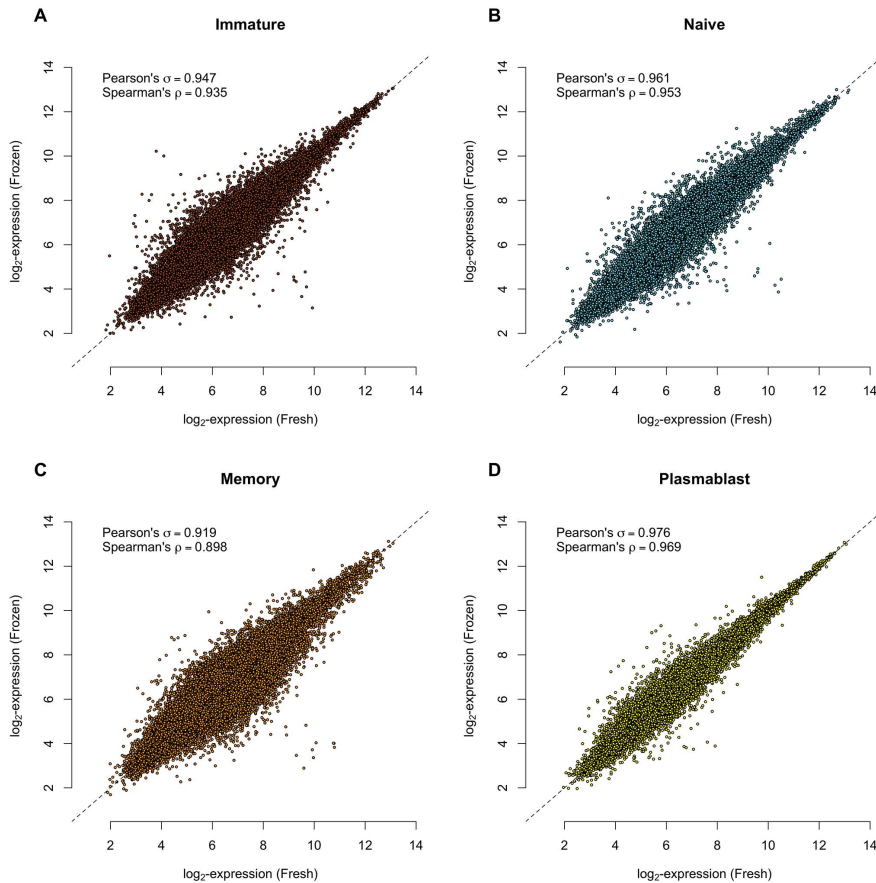 A
Immature
Pearson's σ = 0.947
Spearman's ρ = 0.935
log₂-expression (Frozen)
14
12
10
8
6
4
2
2 4 6 8 10 12 14
log₂-expression (Fresh)
B
Naive
Pearson's σ = 0.961
Spearman's ρ = 0.953
log₂-expression (Frozen)
14
12
10
8
6
4
2
2 4 6 8 10 12 14
log₂-expression (Fresh)
C
Memory
Pearson's σ = 0.919
Spearman's ρ = 0.898
log₂-expression (Frozen)
14
12
10
8
6
4
2
2 4 6 8 10 12 14
log₂-expression (Fresh)
D
Plasmablast
Pearson's σ = 0.976
Spearman's ρ = 0.969
log₂-expression (Frozen)
14
12
10
8
6
4
2
2 4 6 8 10 12 14
log₂-expression (Fresh)